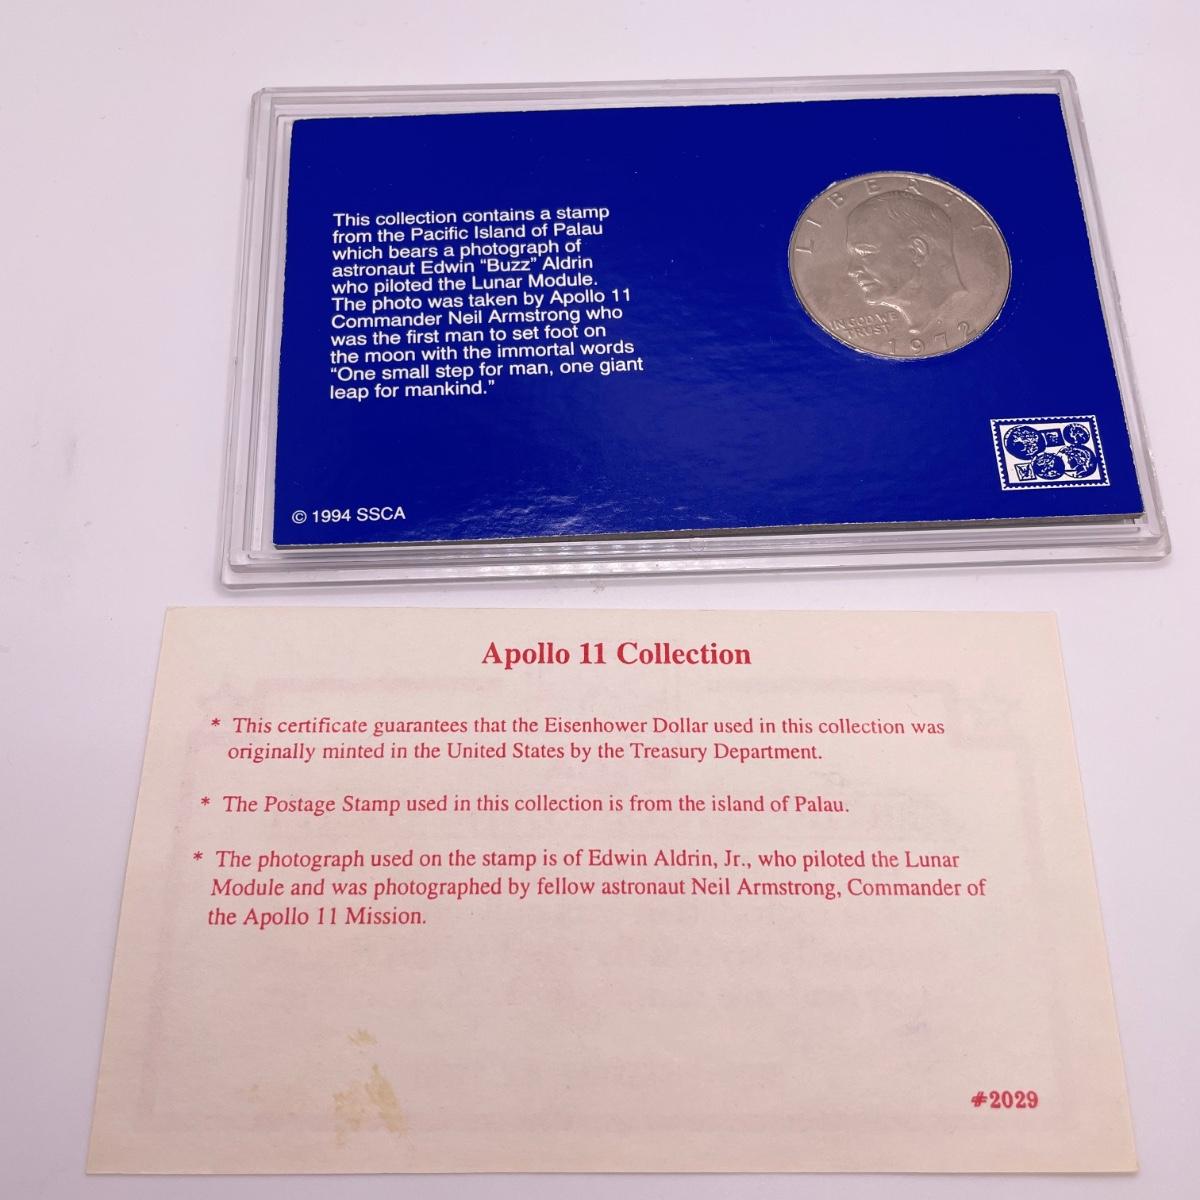 This collection contains a stamp
from the Pacific Island of Palau
which bears a photograph of
astronaut Edwin “Buzz” Aldrin
who piloted the Lunar Module.
The photo was taken by Apollo 11
Commander Neil Armstrong who
was the first man to set foot on
the moon with the immortal words
“One small step for man, one giant
leap for mankind.”
© 1994 SSCA
LIBERTY
IN GOD WE
TRUST
1972
Apollo 11 Collection
* This certificate guarantees that the Eisenhower Dollar used in this collection was
originally minted in the United States by the Treasury Department.
* The Postage Stamp used in this collection is from the island of Palau.
* The photograph used on the stamp is of Edwin Aldrin, Jr., who piloted the Lunar
Module and was photographed by fellow astronaut Neil Armstrong, Commander of
the Apollo 11 Mission.
#2029